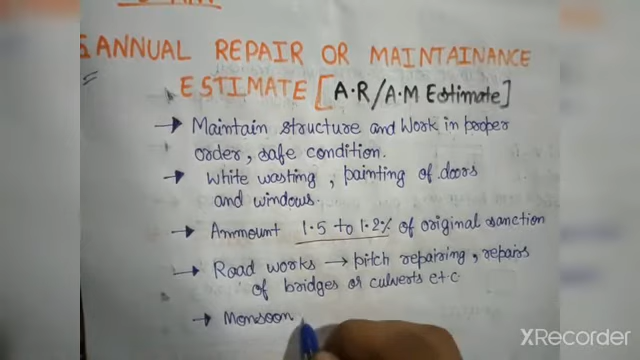 5 ANNUAL REPAIR OR MAINTAINANCE
ESTIMATE [A.R/A.M Estimate]
→ Maintain structure and work in proper
order, safe condition.
→ White wasting, painting of doors
and windows.
→ Ammount 1.5 to 1.2% of original sanction
→ Road works → pitch repairing, repairs
of bridges or culverts etc
→ Monsoon
XRecorder